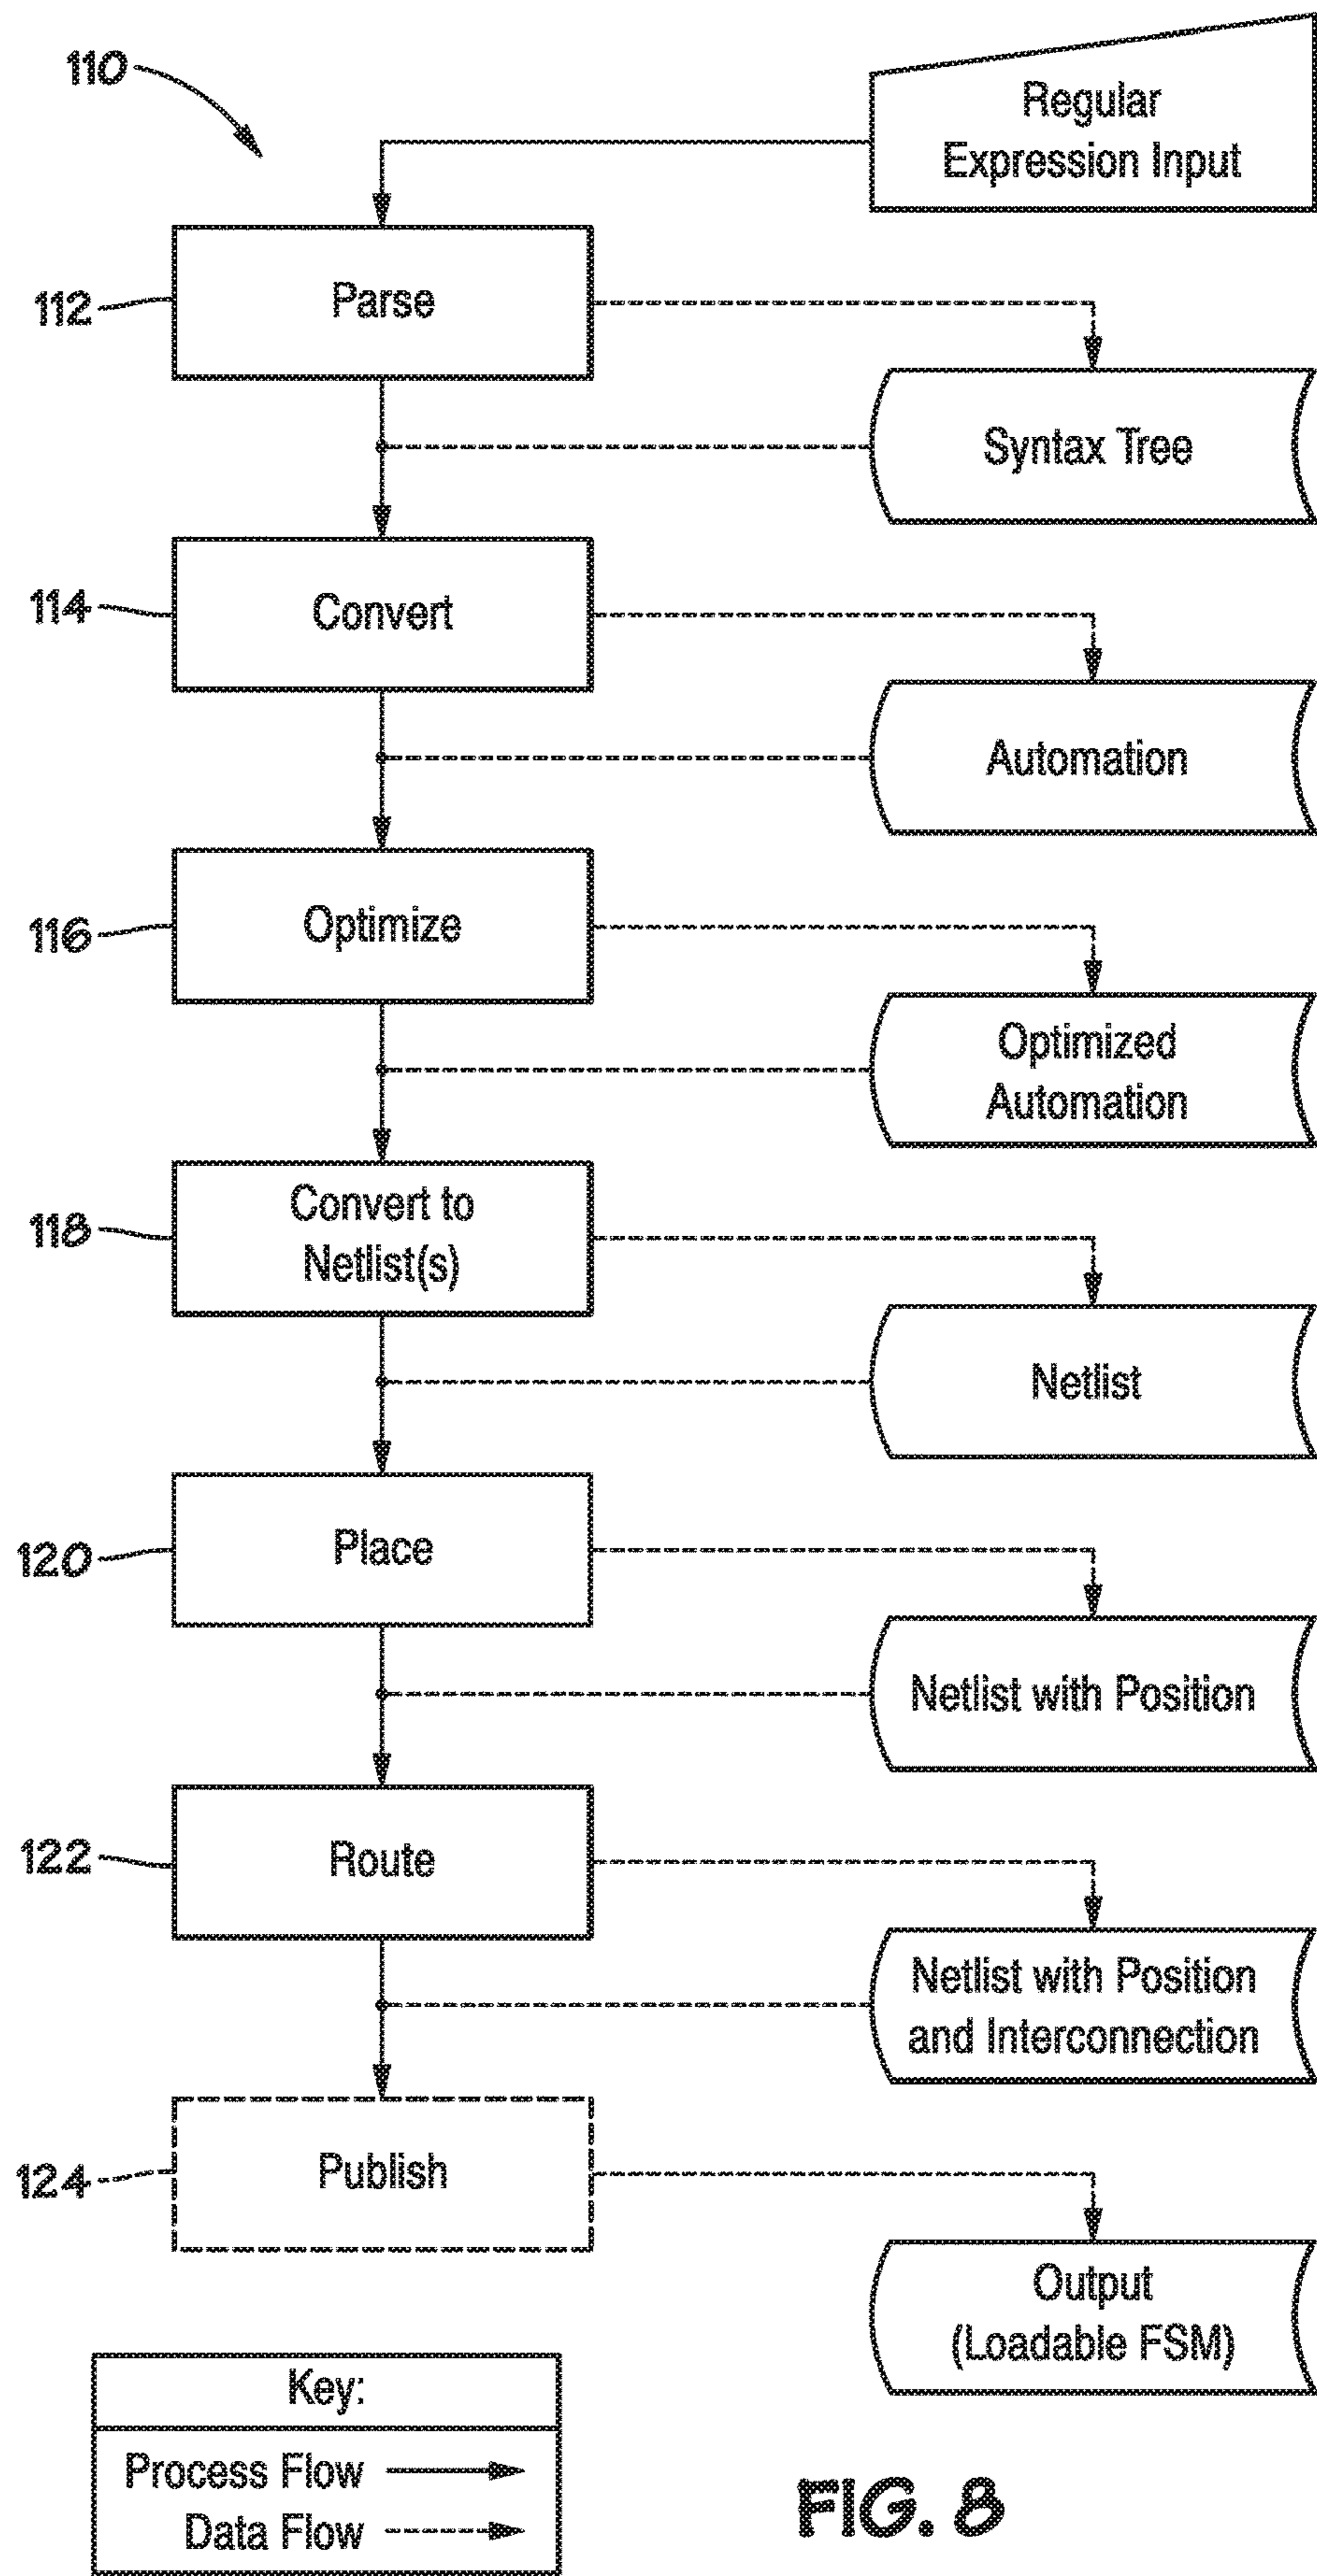 110
Regular
Expression Input
112
Parse
Syntax Tree
114
Convert
Automation
116
Optimize
Optimized
Automation
118
Convert to
Netlist(s)
Netlist
120
Place
Netlist with Position
122
Route
Netlist with Position
and Interconnection
124
Publish
Output
(Loadable FSM)
Key:
Process Flow
Data Flow
FIG. 8